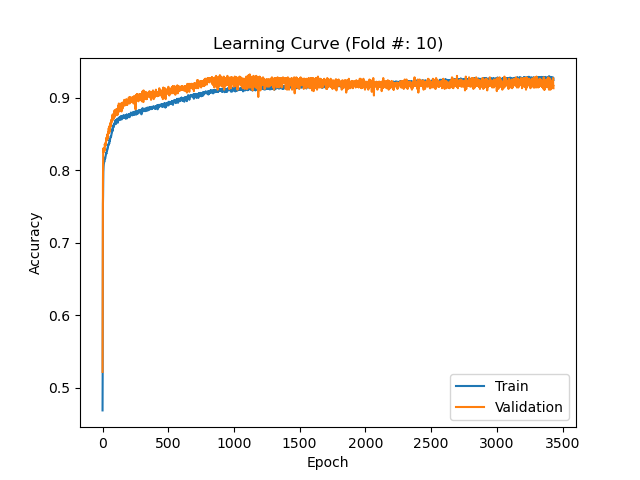 Learning Curve (Fold #: 10)
Accuracy
0.9
0.8
0.7
0.6
0.5
0 500 1000 1500 2000 2500 3000 3500
Epoch
Train
Validation